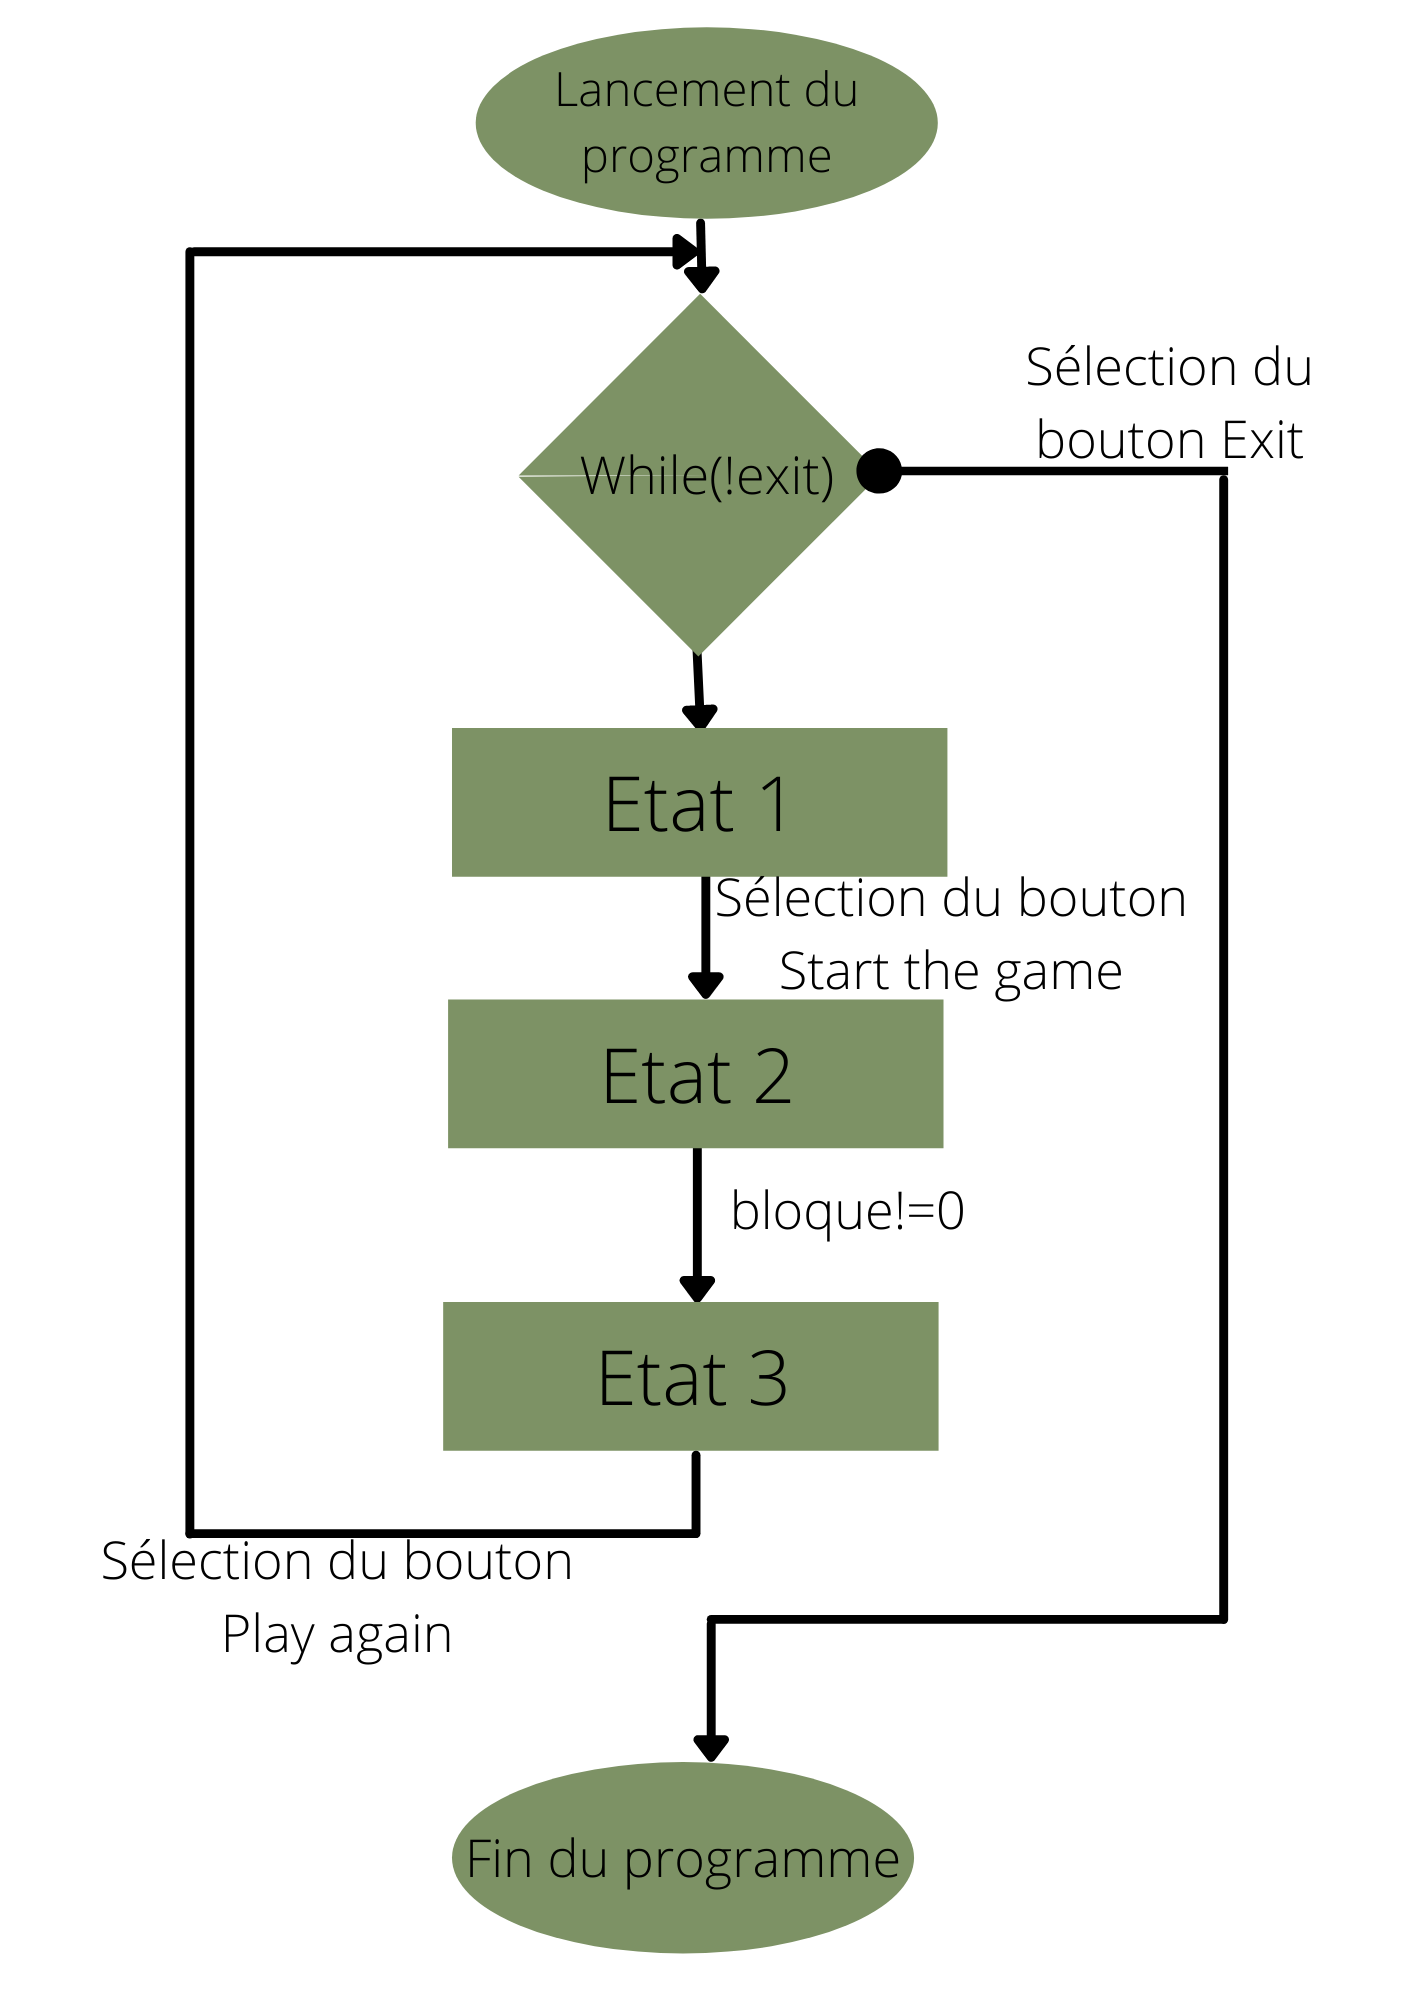 Lancement du
programme
Sélection du
bouton Exit
While(!exit)
Etat 1
Sélection du bouton
Start the game
Etat 2
bloque!=0
Etat 3
Sélection du bouton
Play again
Fin du programme